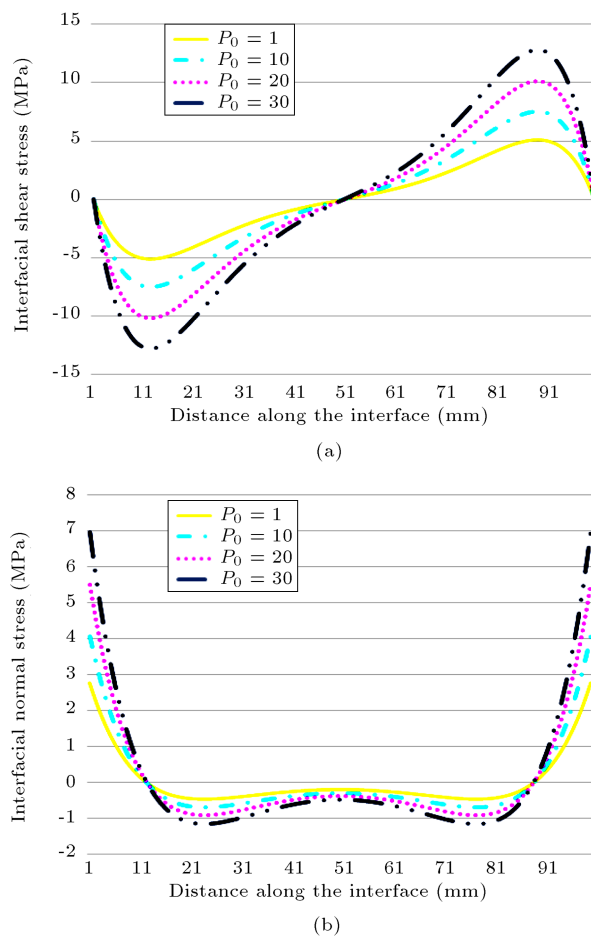 Interfacial shear stress (MPa)
15
10
5
0
-5
-10
-15
P0 = 1
P0 = 10
P0 = 20
P0 = 30
1 11 21 31 41 51 61 71 81 91
Distance along the interface (mm)
(a)
Interfacial normal stress (MPa)
8
7
6
5
4
3
2
1
0
-1
-2
P0 = 1
P0 = 10
P0 = 20
P0 = 30
1 11 21 31 41 51 61 71 81 91
Distance along the interface (mm)
(b)